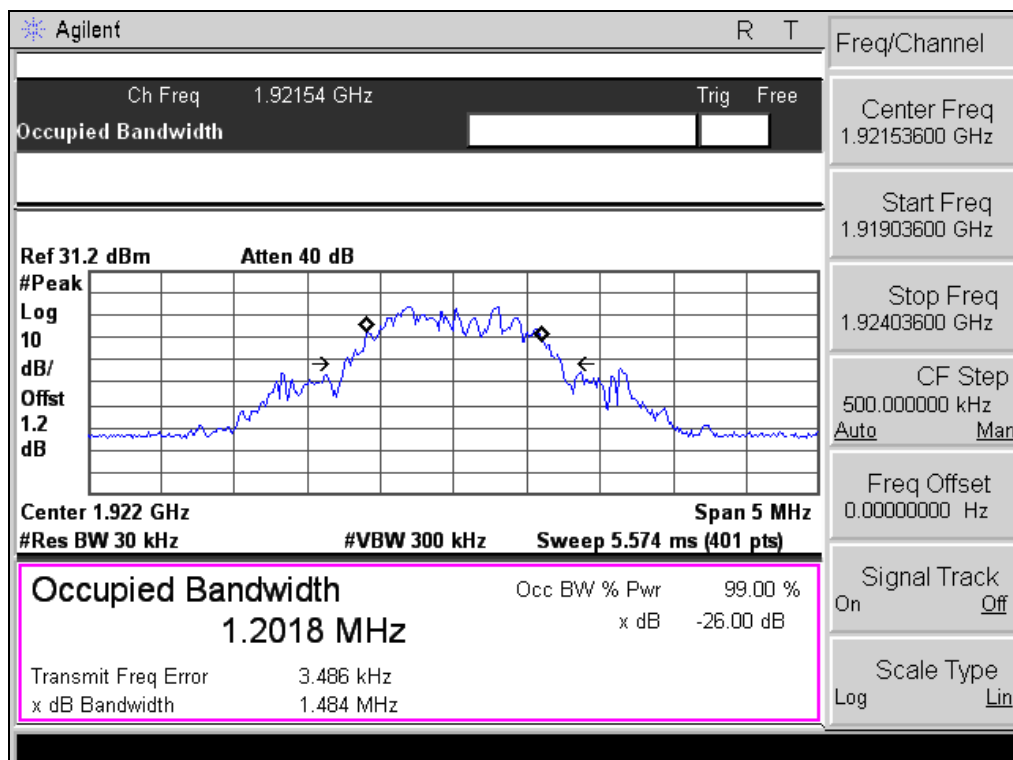 Agilent R T
Ch Freq 1.92154 GHz Trig Free
Occupied Bandwidth
Ref 31.2 dBm Atten 40 dB
#Peak
Log
10
dB/
Offst
1.2
dB
Center 1.922 GHz Span 5 MHz
#Res BW 30 kHz #VBW 300 kHz Sweep 5.574 ms (401 pts)
Occupied Bandwidth Occ BW % Pwr 99.00 %
1.2018 MHz x dB -26.00 dB
Transmit Freq Error 3.486 kHz
x dB Bandwidth 1.484 MHz
Freq/Channel
Center Freq
1.92153600 GHz
Start Freq
1.91903600 GHz
Stop Freq
1.92403600 GHz
CF Step
500.000000 kHz
Auto Man
Freq Offset
0.00000000 Hz
Signal Track
On Off
Scale Type
Log Lin